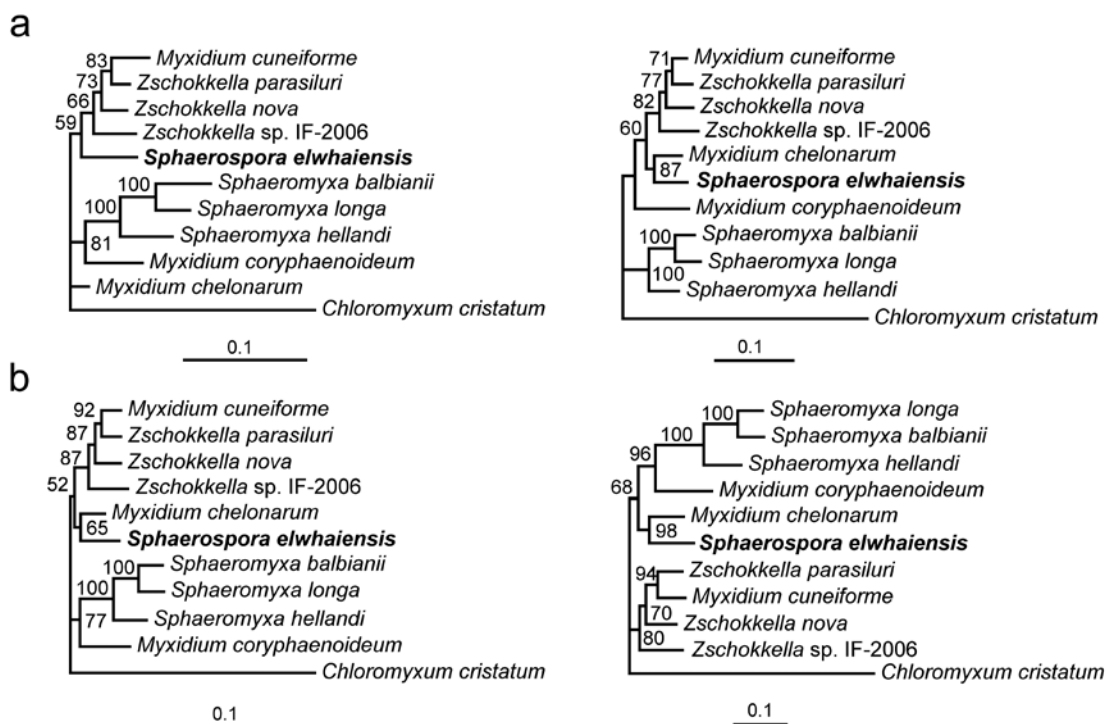 a
83
Myxidium cuneiforme
73
Zschokkella parasiluri
66
Zschokkella nova
59
Zschokkella sp. IF-2006
Sphaerospora elwhaiensis
100
Sphaeromyxa balbianii
100
Sphaeromyxa longa
Sphaeromyxa hellandi
81
Myxidium coryphaenoideum
Myxidium chelonarum
Chloromyxum cristatum
0.1
71
Myxidium cuneiforme
77
Zschokkella parasiluri
82
Zschokkella nova
Zschokkella sp. IF-2006
60
Myxidium chelonarum
87
Sphaerospora elwhaiensis
Myxidium coryphaenoideum
100
Sphaeromyxa balbianii
Sphaeromyxa longa
100
Sphaeromyxa hellandi
Chloromyxum cristatum
0.1
b
92
Myxidium cuneiforme
87
Zschokkella parasiluri
87
Zschokkella nova
52
Zschokkella sp. IF-2006
Myxidium chelonarum
65
Sphaerospora elwhaiensis
100
Sphaeromyxa balbianii
100
Sphaeromyxa longa
Sphaeromyxa hellandi
77
Myxidium coryphaenoideum
Chloromyxum cristatum
0.1
100
Sphaeromyxa longa
100
Sphaeromyxa balbianii
96
Sphaeromyxa hellandi
68
Myxidium coryphaenoideum
Myxidium chelonarum
98
Sphaerospora elwhaiensis
94
Zschokkella parasiluri
Myxidium cuneiforme
70
Zschokkella nova
80
Zschokkella sp. IF-2006
Chloromyxum cristatum
0.1